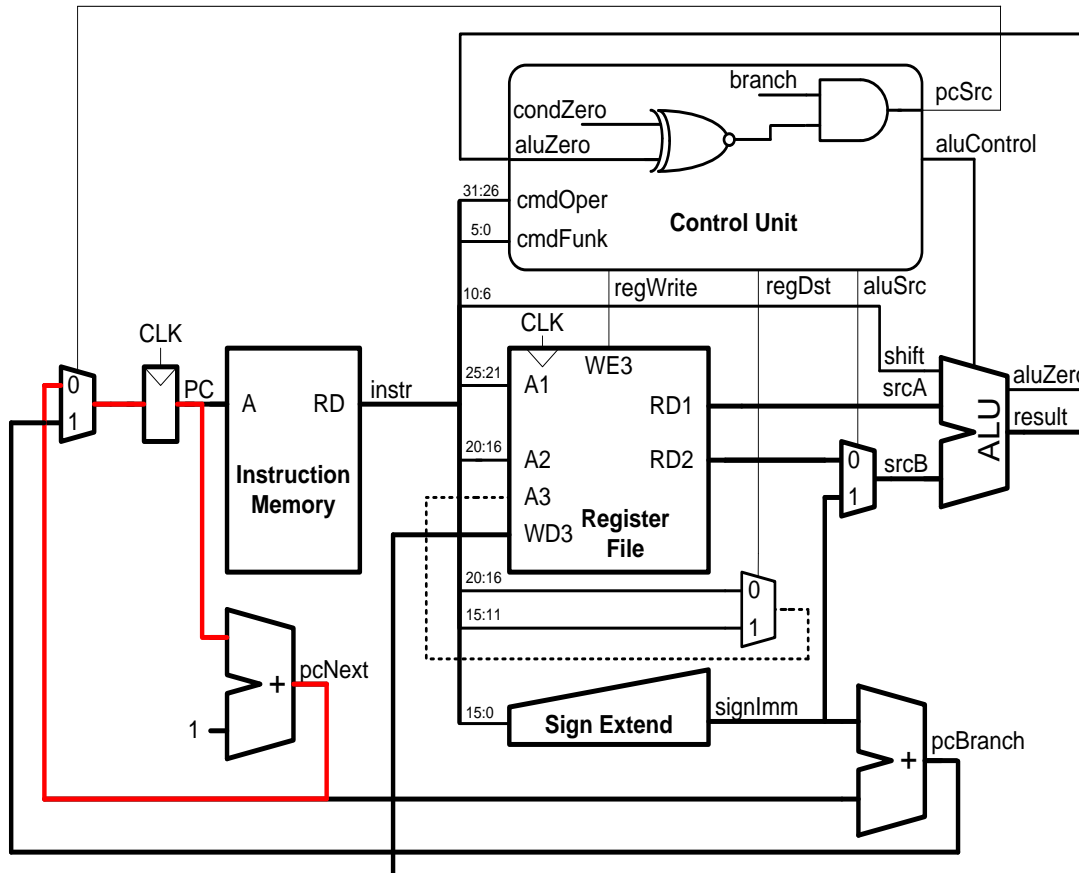 branch
pcSrc
condZero
aluZero
aluControl
31:26
cmdOper
5:0
cmdFunk
Control Unit
regWrite
regDst
aluSrc
10:6
CLK
CLK
shift
0
1
PC
A
RD
instr
25:21
A1
WE3
RD1
srcA
aluZero
result
ALU
20:16
A2
RD2
0
1
srcB
Instruction
Memory
A3
WD3
Register
File
20:16
15:11
0
1
pcNext
+
1
15:0
Sign Extend
signImm
+
pcBranch